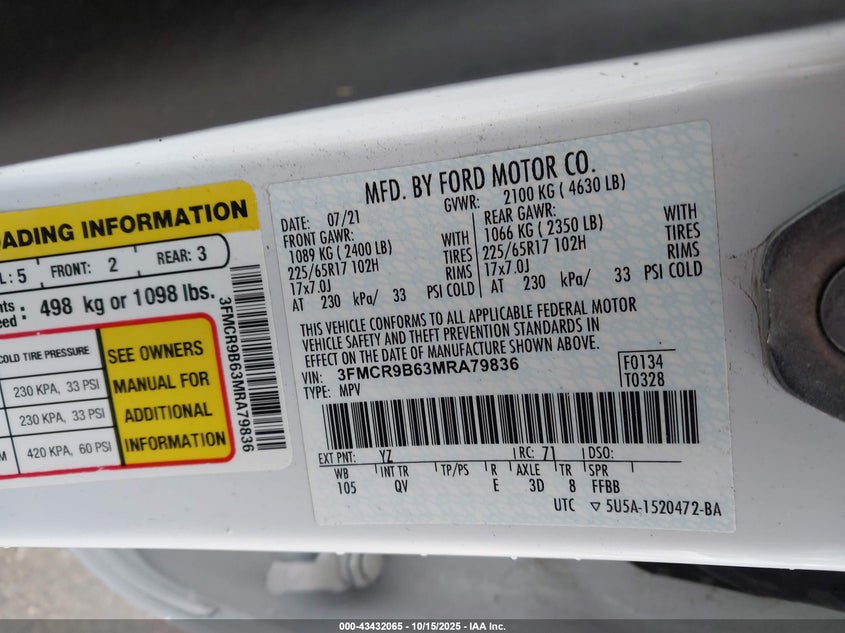 OADING INFORMATION
L: 5 FRONT: 2 REAR: 3
498 kg or 1098 lbs.
COLD TIRE PRESSURE
230 KPA, 33 PSI
230 KPA, 33 PSI
420 KPA, 60 PSI
SEE OWNERS
MANUAL FOR
ADDITIONAL
INFORMATION
3FMCR9B63MRA79836
MFD. BY FORD MOTOR CO.
DATE: 07/21 GVWR: 2100 KG ( 4630 LB)
FRONT GAWR: REAR GAWR:
1089 KG ( 2400 LB) WITH 1066 KG ( 2350 LB) WITH
225/65R17 102H TIRES 225/65R17 102H TIRES
17x7.0J RIMS 17x7.0J RIMS
AT 230 kPa/ 33 PSI COLD AT 230 kPa/ 33 PSI COLD
THIS VEHICLE CONFORMS TO ALL APPLICABLE FEDERAL MOTOR
VEHICLE SAFETY AND THEFT PREVENTION STANDARDS IN
EFFECT ON THE DATE OF MANUFACTURE SHOWN ABOVE.
VIN: 3FMCR9B63MRA79836
TYPE: MPV
F0134
T0328
EXT PNT: YZ RC: 71 DSO:
WB INT TR TP/PS R AXLE TR SPR
105 QV E 3D 8 FFBB
UTC ▽ 5U5A-1520472-BA
000-43432065 - 10/15/2025 - IAA Inc.